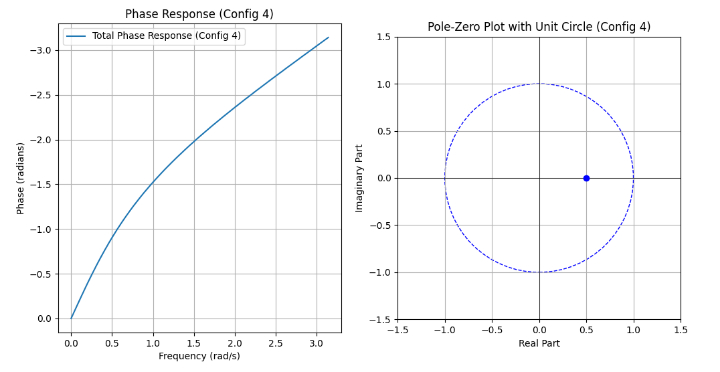 Phase Response (Config 4)
Total Phase Response (Config 4)
−3.0
−2.5
−2.0
−1.5
−1.0
−0.5
0.0
Phase (radians)
0.0 0.5 1.0 1.5 2.0 2.5 3.0
Frequency (rad/s)
Pole-Zero Plot with Unit Circle (Config 4)
1.5
1.0
0.5
0.0
−0.5
−1.0
−1.5
Imaginary Part
−1.5 −1.0 −0.5 0.0 0.5 1.0 1.5
Real Part